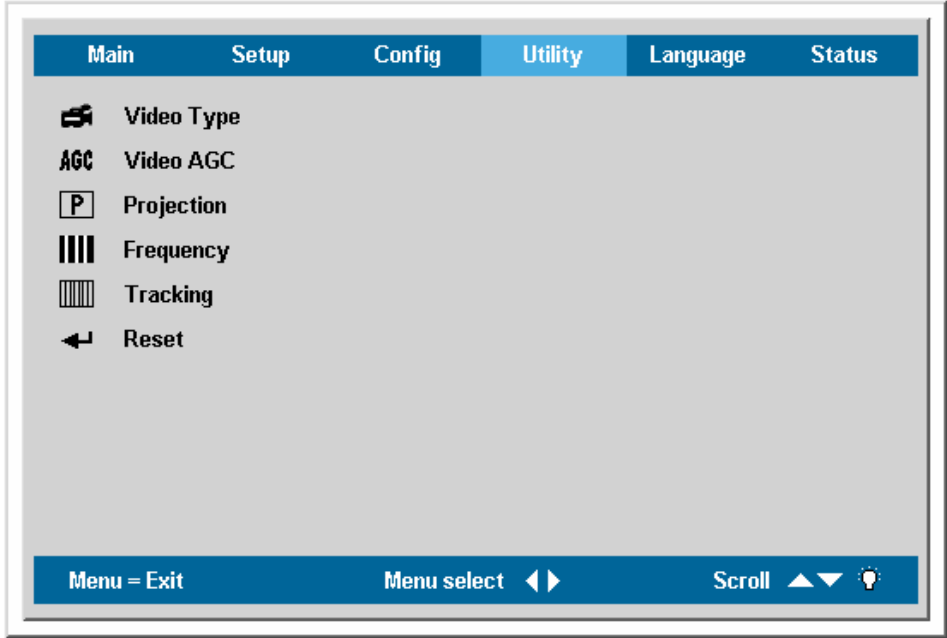 Main Setup Config Utility Language Status
Video Type
AGC Video AGC
P Projection
Frequency
Tracking
Reset
Menu = Exit Menu select Scroll